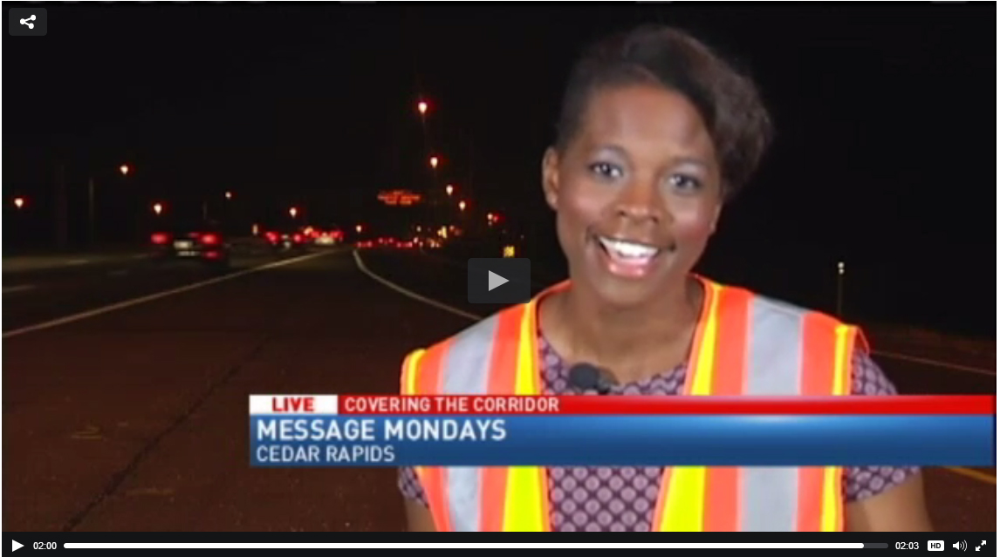 LIVE COVERING THE CORRIDOR
MESSAGE MONDAYS
CEDAR RAPIDS
02:00
02:03
HD